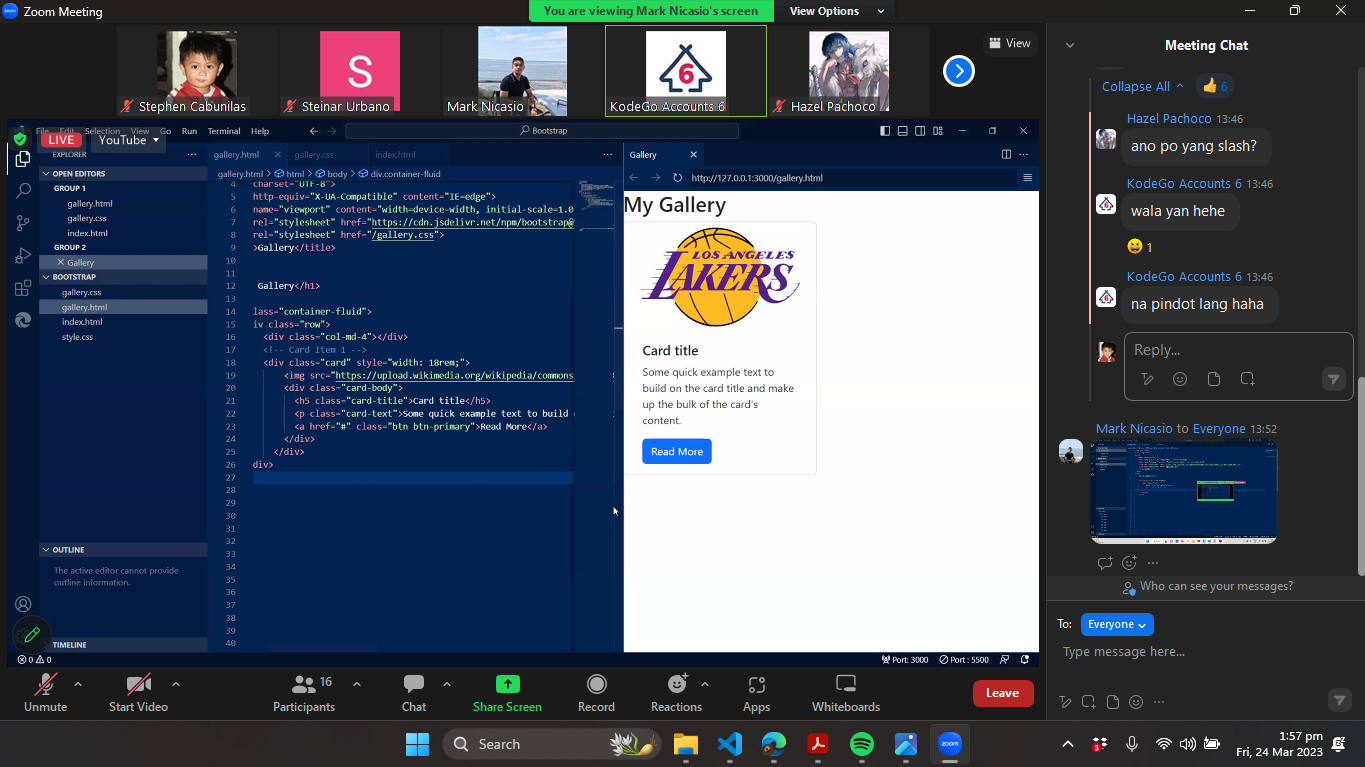 Zoom Meeting
You are viewing Mark Nicasio's screen
View Options
Stephen Cabunilas
S
Steinar Urbano
Mark Nicasio
6
KodeGo Accounts 6
Hazel Pachoco
View
File Edit Selection View Go Run Terminal Help
Bootstrap
LIVE
YouTube
EXPLORER
OPEN EDITORS
GROUP 1
gallery.html
gallery.css
index.html
GROUP 2
Gallery
BOOTSTRAP
gallery.css
gallery.html
index.html
style.css
OUTLINE
The active editor cannot provide
outline information.
TIMELINE
gallery.html gallery.css index.html
gallery.html > html > body > div.container-fluid
4 charset="UTF-8">
5 http-equiv="X-UA-Compatible" content="IE=edge">
6 name="viewport" content="width=device-width, initial-scale=1.0
7 rel="stylesheet" href="https://cdn.jsdelivr.net/npm/bootstrap@
8 rel="stylesheet" href="/gallery.css">
9 >Gallery</title>
10
11
12 Gallery</h1>
13
14 lass="container-fluid">
15 iv class="row">
16 <div class="col-md-4"></div>
17 <!-- Card Item 1 -->
18 <div class="card" style="width: 18rem;">
19 <img src="https://upload.wikimedia.org/wikipedia/commons
20 <div class="card-body">
21 <h5 class="card-title">Card title</h5>
22 <p class="card-text">Some quick example text to build
23 <a href="#" class="btn btn-primary">Read More</a>
24 </div>
25 </div>
26 div>
27
28
29
30
31
32
33
34
35
36
37
38
39
40
Gallery
http://127.0.0.1:3000/gallery.html
My Gallery
LOS ANGELES
LAKERS
Card title
Some quick example text to
build on the card title and make
up the bulk of the card's
content.
Read More
0 0
Port: 3000 Port : 5500
Meeting Chat
Collapse All
6
Hazel Pachoco 13:46
ano po yang slash?
KodeGo Accounts 6 13:46
wala yan hehe
1
KodeGo Accounts 6 13:46
na pindot lang haha
Reply...
Mark Nicasio to Everyone 13:52
Who can see your messages?
To: Everyone
Type message here...
Unmute
Start Video
16
Participants
Chat
Share Screen
Record
Reactions
Apps
Whiteboards
Leave
Search
zoom
3
1:57 pm
Fri, 24 Mar 2023